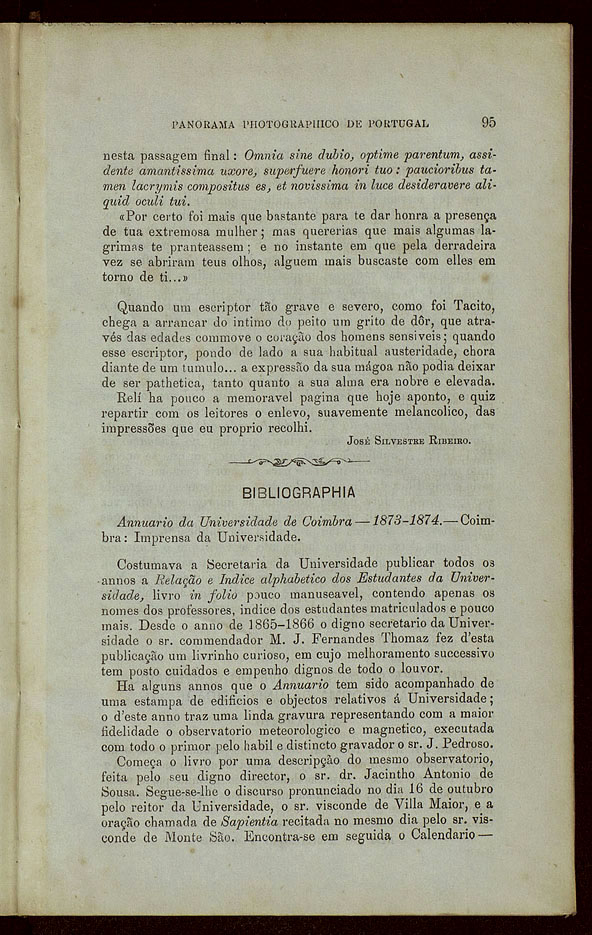 PANORAMA PHOTOGRAPHICO DE PORTUGAL 95
nesta passagem final : Omnia sine dubio, optime parentum, assi-
dente amantissima uxore, superfuere honori tuo : paucioribus ta-
men lacrymis compositus es, et novissima in luce desideravere ali-
quid oculi tui.
«Por certo foi mais que bastante para te dar honra a presença
de tua extremosa mulher ; mas quererias que mais algumas la-
grimas te pranteassem ; e no instante em que pela derradeira
vez se abriram teus olhos, alguem mais buscaste com elles em
torno de ti...»
Quando um escriptor tão grave e severo, como foi Tacito,
chega a arrancar do intimo do peito um grito de dôr, que atra-
vés das edades commove o coração dos homens sensiveis ; quando
esse escriptor, pondo de lado a sua habitual austeridade, chora
diante de um tumulo... a expressão da sua mágoa não podia deixar
de ser pathetica, tanto quanto a sua alma era nobre e elevada.
Relí ha pouco a memoravel pagina que hoje aponto, e quiz
repartir com os leitores o enlevo, suavemente melancolico, das
impressões que eu proprio recolhi.
José Silvestre Ribeiro.
BIBLIOGRAPHIA
Annuario da Universidade de Coimbra — 1873-1874. — Coim-
bra : Imprensa da Universidade.
Costumava a Secretaria da Universidade publicar todos os
annos a Relação e Indice alphabetico dos Estudantes da Univer-
sidade, livro in folio pouco manuseavel, contendo apenas os
nomes dos professores, indice dos estudantes matriculados e pouco
mais. Desde o anno de 1865-1866 o digno secretario da Univer-
sidade o sr. commendador M. J. Fernandes Thomaz fez d'esta
publicação um livrinho curioso, em cujo melhoramento successivo
tem posto cuidados e empenho dignos de todo o louvor.
Ha alguns annos que o Annuario tem sido acompanhado de
uma estampa de edificios e objectos relativos á Universidade ;
o d'este anno traz uma linda gravura representando com a maior
fidelidade o observatorio meteorologico e magnetico, executada
com todo o primor pelo habil e distincto gravador o sr. J. Pedroso.
Começa o livro por uma descripção do mesmo observatorio,
feita pelo seu digno director, o sr. dr. Jacintho Antonio de
Sousa. Segue-se-lhe o discurso pronunciado no dia 16 de outubro
pelo reitor da Universidade, o sr. visconde de Villa Maior, e a
oração chamada de Sapientia recitada no mesmo dia pelo sr. vis-
conde de Monte São. Encontra-se em seguida o Calendario —